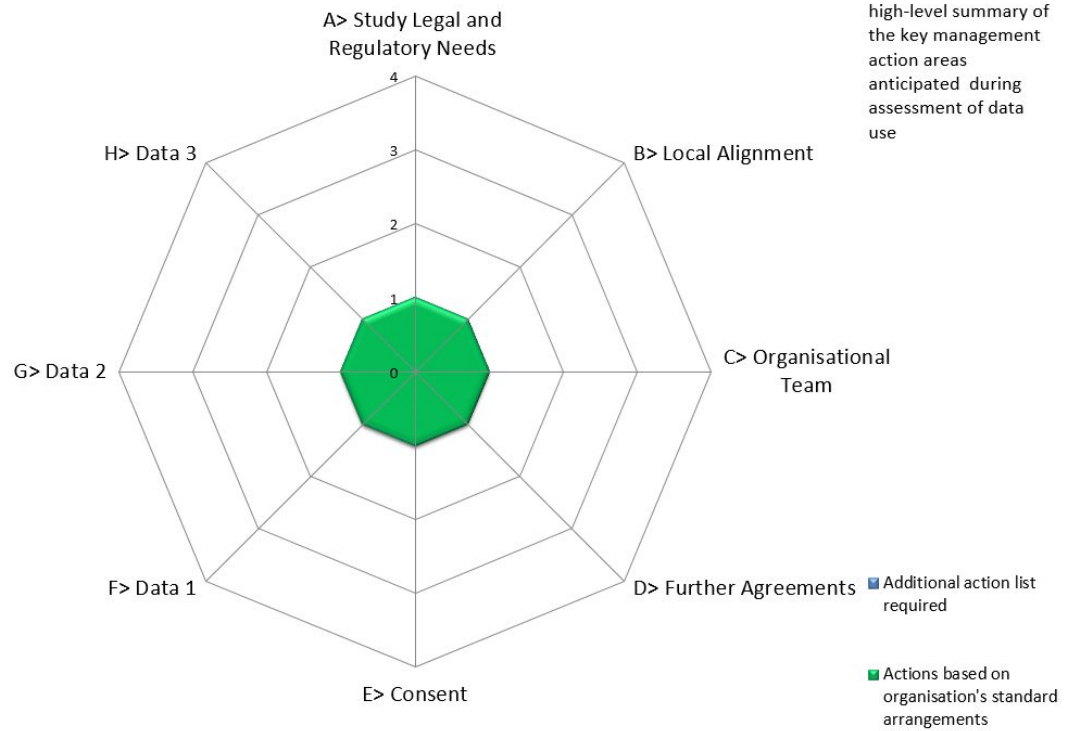 A> Study Legal and
Regulatory Needs
high-level summary of
the key management
action areas
anticipated during
assessment of data
use
4
3
2
1
0
H> Data 3
B> Local Alignment
G> Data 2
C> Organisational
Team
F> Data 1
D> Further Agreements
E> Consent
Additional action list
required
Actions based on
organisation's standard
arrangements